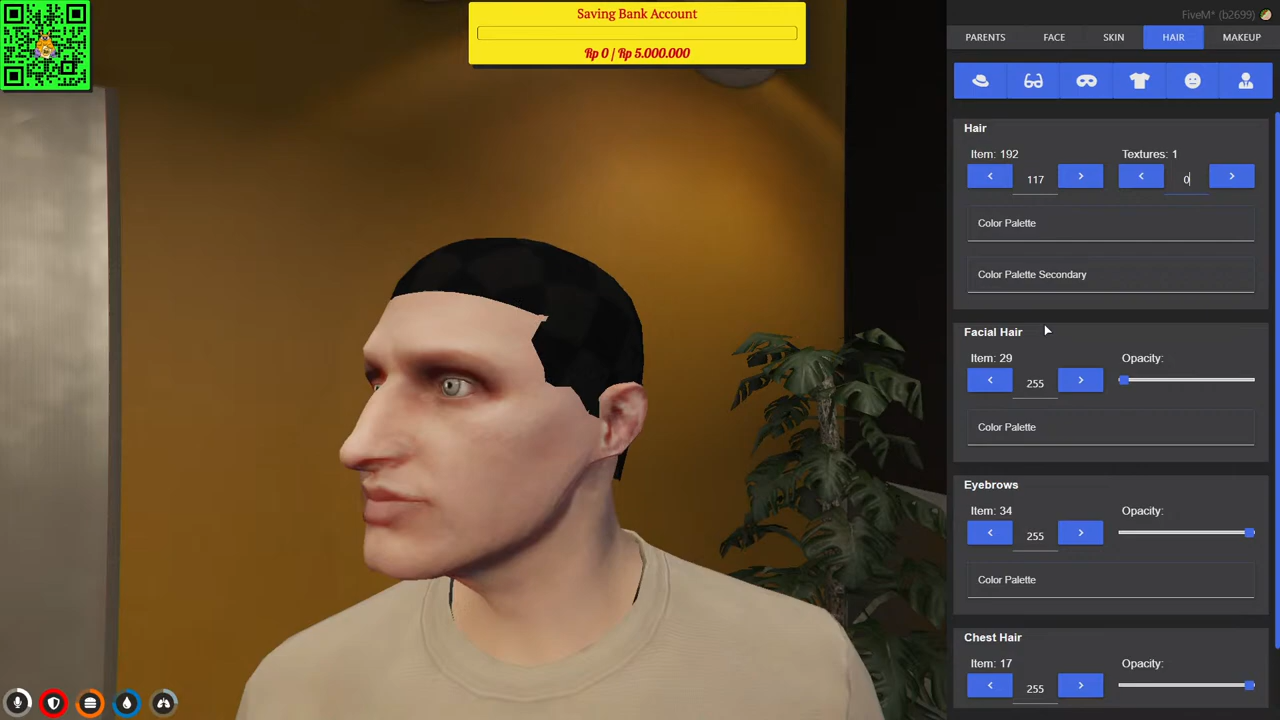 Saving Bank Account
Rp 0 / Rp 5.000.000
FiveM* (b2699)
PARENTS
FACE
SKIN
HAIR
MAKEUP
Hair
Item: 192
Textures: 1
117
0
Color Palette
Color Palette Secondary
Facial Hair
Item: 29
Opacity:
255
Color Palette
Eyebrows
Item: 34
Opacity:
255
Color Palette
Chest Hair
Item: 17
Opacity:
255